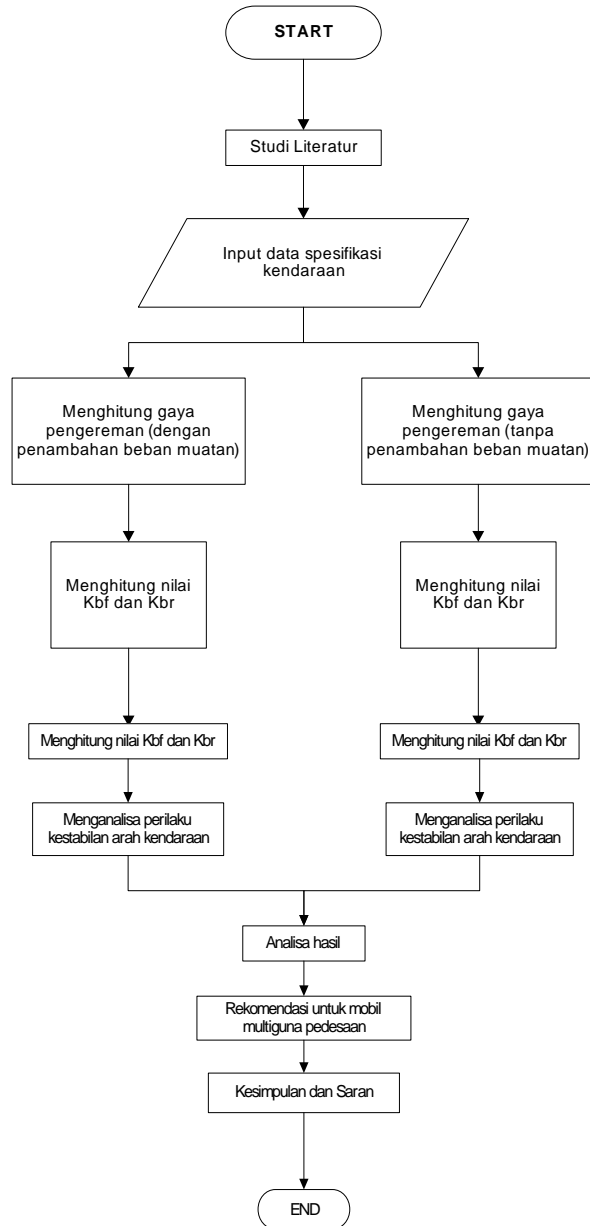 START
Studi Literatur
Input data spesifikasi
kendaraan
Menghitung gaya
pengereman (dengan
penambahan beban muatan)
Menghitung gaya
pengereman (tanpa
penambahan beban muatan)
Menghitung nilai
Kbf dan Kbr
Menghitung nilai
Kbf dan Kbr
Menghitung nilai Kbf dan Kbr
Menghitung nilai Kbf dan Kbr
Menganalisa perilaku
kestabilan arah kendaraan
Menganalisa perilaku
kestabilan arah kendaraan
Analisa hasil
Rekomendasi untuk mobil
multiguna pedesaan
Kesimpulan dan Saran
END